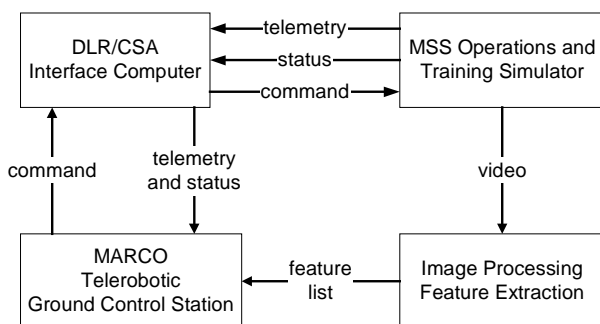 DLR/CSA
Interface Computer
telemetry
status
command
MSS Operations and
Training Simulator
command
telemetry
and status
video
MARCO
Telerobotic
Ground Control Station
feature
list
Image Processing
Feature Extraction